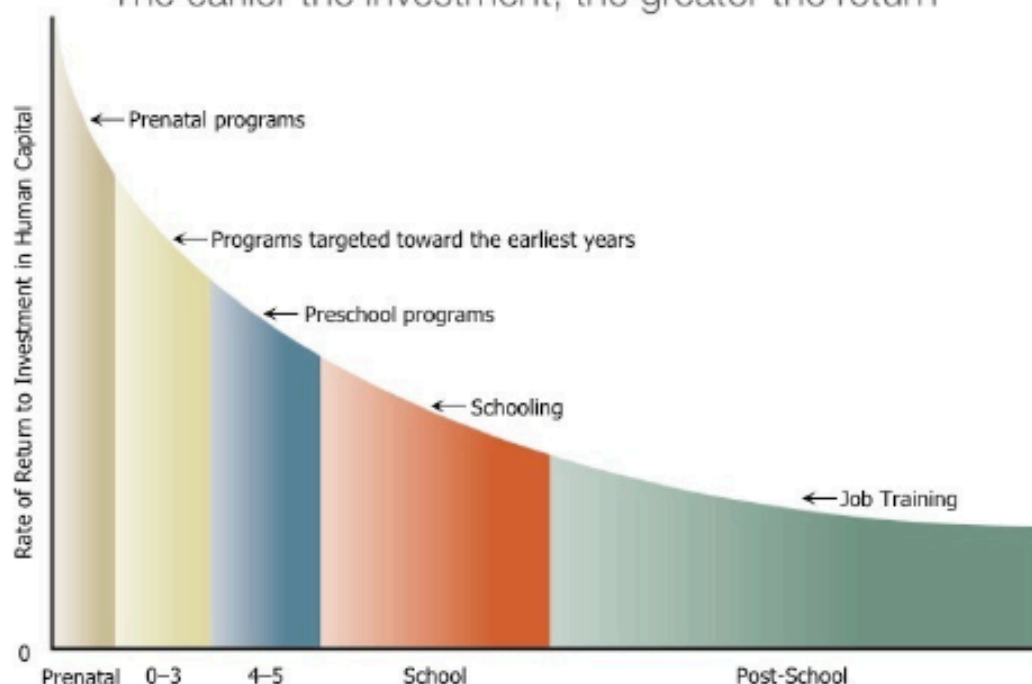 The earlier the investment, the greater the return
Rate of Return to Investment in Human Capital
Prenatal programs
Programs targeted toward the earliest years
Preschool programs
Schooling
Job Training
0
Prenatal 0–3 4–5 School Post-School